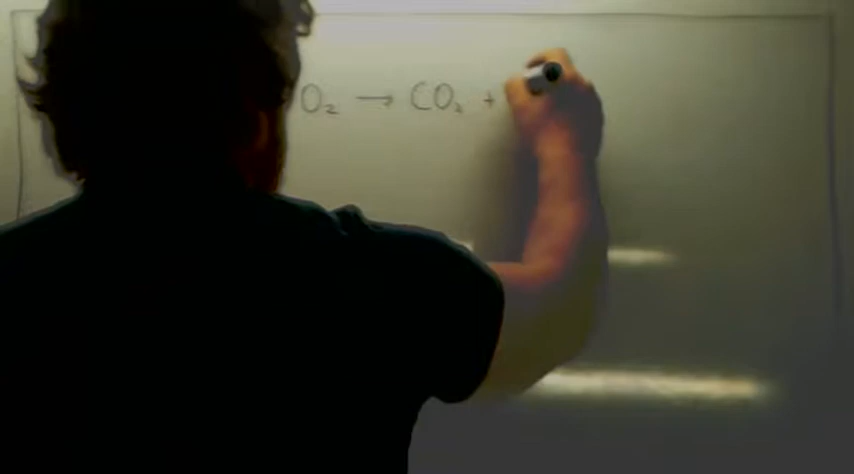 O₂ → CO₂ +